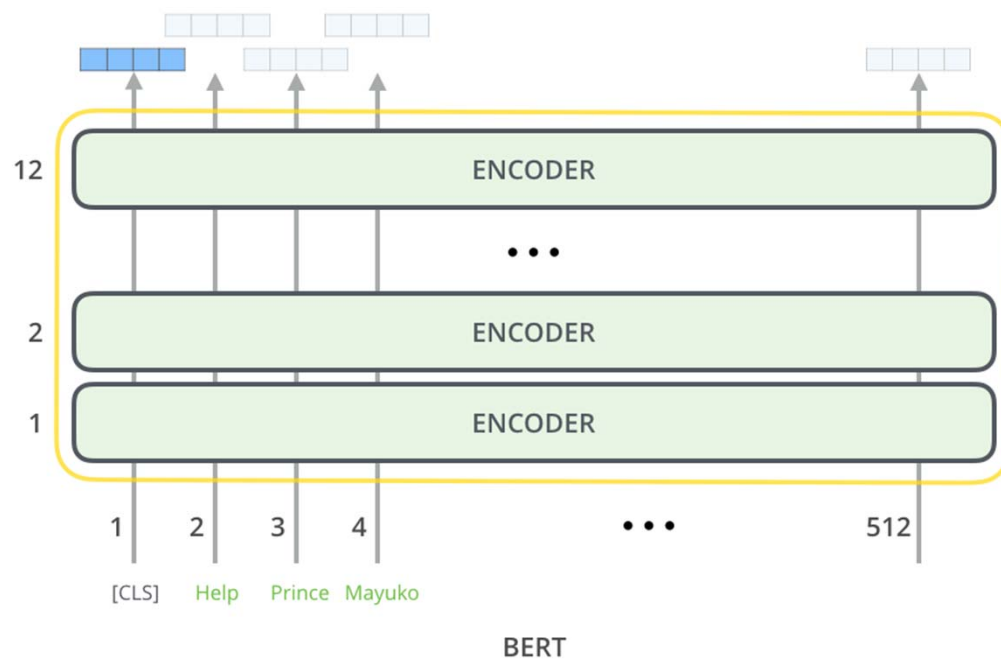 12 ENCODER
...
2 ENCODER
1 ENCODER
1 2 3 4 ... 512
[CLS] Help Prince Mayuko
BERT